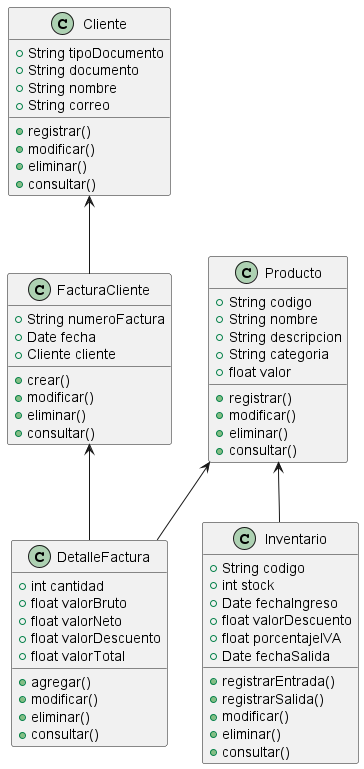 C Cliente
String tipoDocumento
String documento
String nombre
String correo
registrar()
modificar()
eliminar()
consultar()
C FacturaCliente
String numeroFactura
Date fecha
Cliente cliente
crear()
modificar()
eliminar()
consultar()
C Producto
String codigo
String nombre
String descripcion
String categoria
float valor
registrar()
modificar()
eliminar()
consultar()
C DetalleFactura
int cantidad
float valorBruto
float valorNeto
float valorDescuento
float valorTotal
agregar()
modificar()
eliminar()
consultar()
C Inventario
String codigo
int stock
Date fechaIngreso
float valorDescuento
float porcentajeIVA
Date fechaSalida
registrarEntrada()
registrarSalida()
modificar()
eliminar()
consultar()